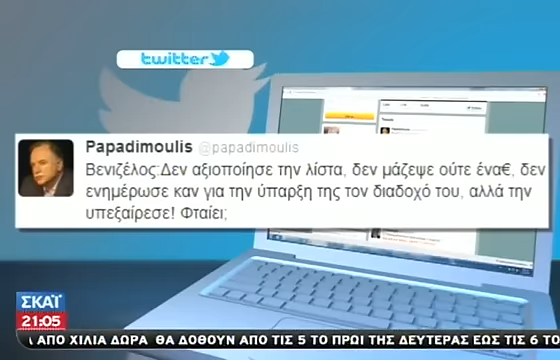 twitter
Papadimoulis @papadimoulis
Βενιζέλος:Δεν αξιοποίησε την λίστα, δεν μάζεψε ούτε ένα€, δεν
ενημέρωσε καν για την ύπαρξη της τον διαδοχό του, αλλά την
υπεξαίρεσε! Φταίει;
ΣΚΑΪ
21:05
ΑΠΟ ΧΙΛΙΑ ΔΩΡΑ ΘΑ ΔΟΘΟΥΝ ΑΠΟ ΤΙΣ 5 ΤΟ ΠΡΩΙ ΤΗΣ ΔΕΥΤΕΡΑΣ ΕΩΣ ΤΙΣ 6 Τ